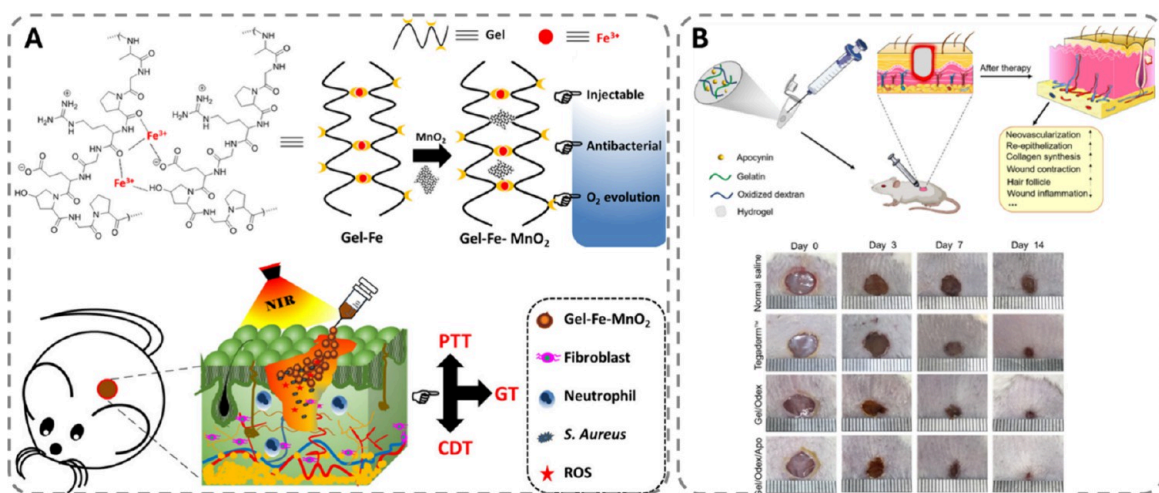 A
Gel
Fe3+
Fe3+
Fe3+
MnO2
Gel-Fe
Gel-Fe- MnO2
Injectable
Antibacterial
O2 evolution
NIR
PTT
GT
CDT
Gel-Fe-MnO2
Fibroblast
Neutrophil
S. Aureus
ROS
B
After therapy
Apocynin
Gelatin
Oxidized dextran
Hydrogel
Neovascularization
Re-epithelization
Collagen synthesis
Wound contraction
Hair follicle
Wound inflammation
...
Day 0 Day 3 Day 7 Day 14
Normal saline
Tegaderm™
Gel/Odex
Gel/Odex/Apo